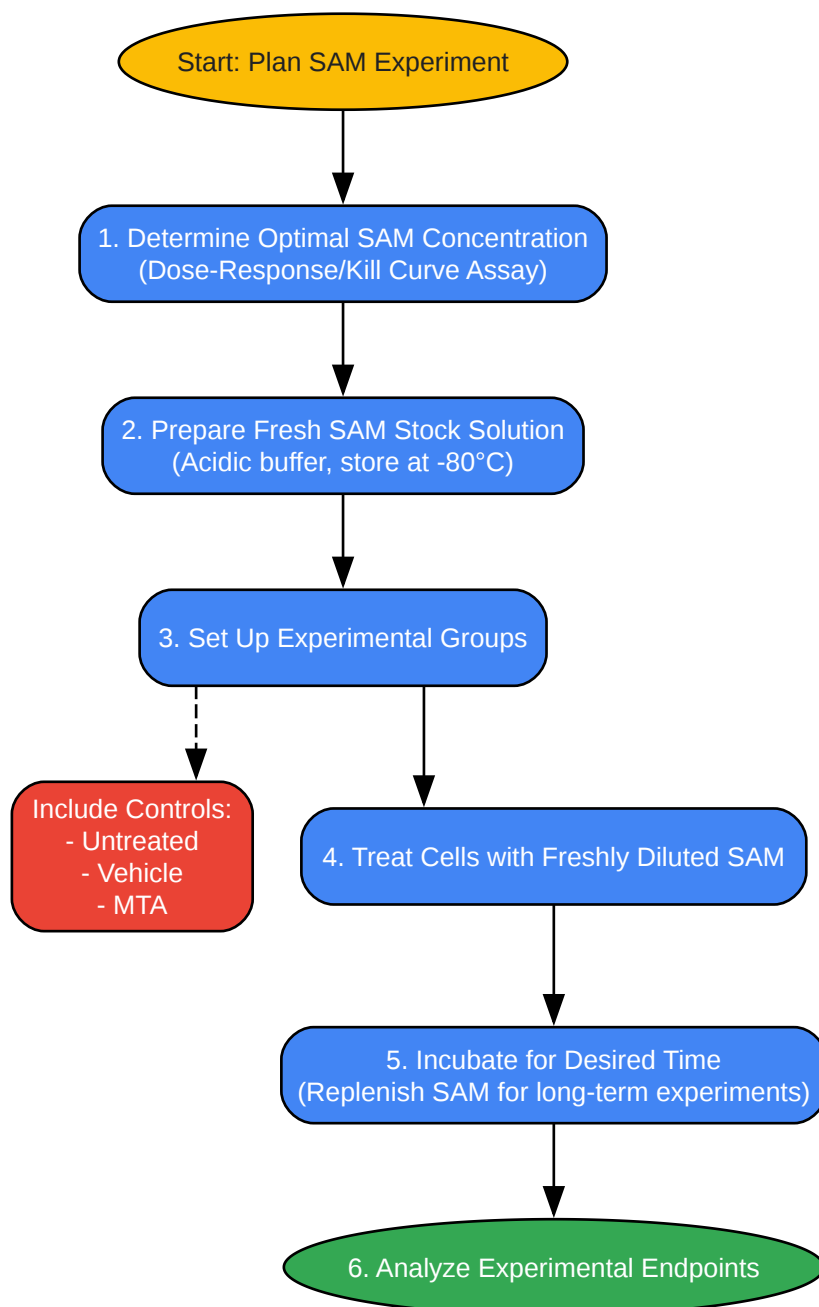 Start: Plan SAM Experiment
1. Determine Optimal SAM Concentration
(Dose-Response/Kill Curve Assay)
2. Prepare Fresh SAM Stock Solution
(Acidic buffer, store at -80°C)
3. Set Up Experimental Groups
Include Controls:
- Untreated
- Vehicle
- MTA
4. Treat Cells with Freshly Diluted SAM
5. Incubate for Desired Time
(Replenish SAM for long-term experiments)
6. Analyze Experimental Endpoints